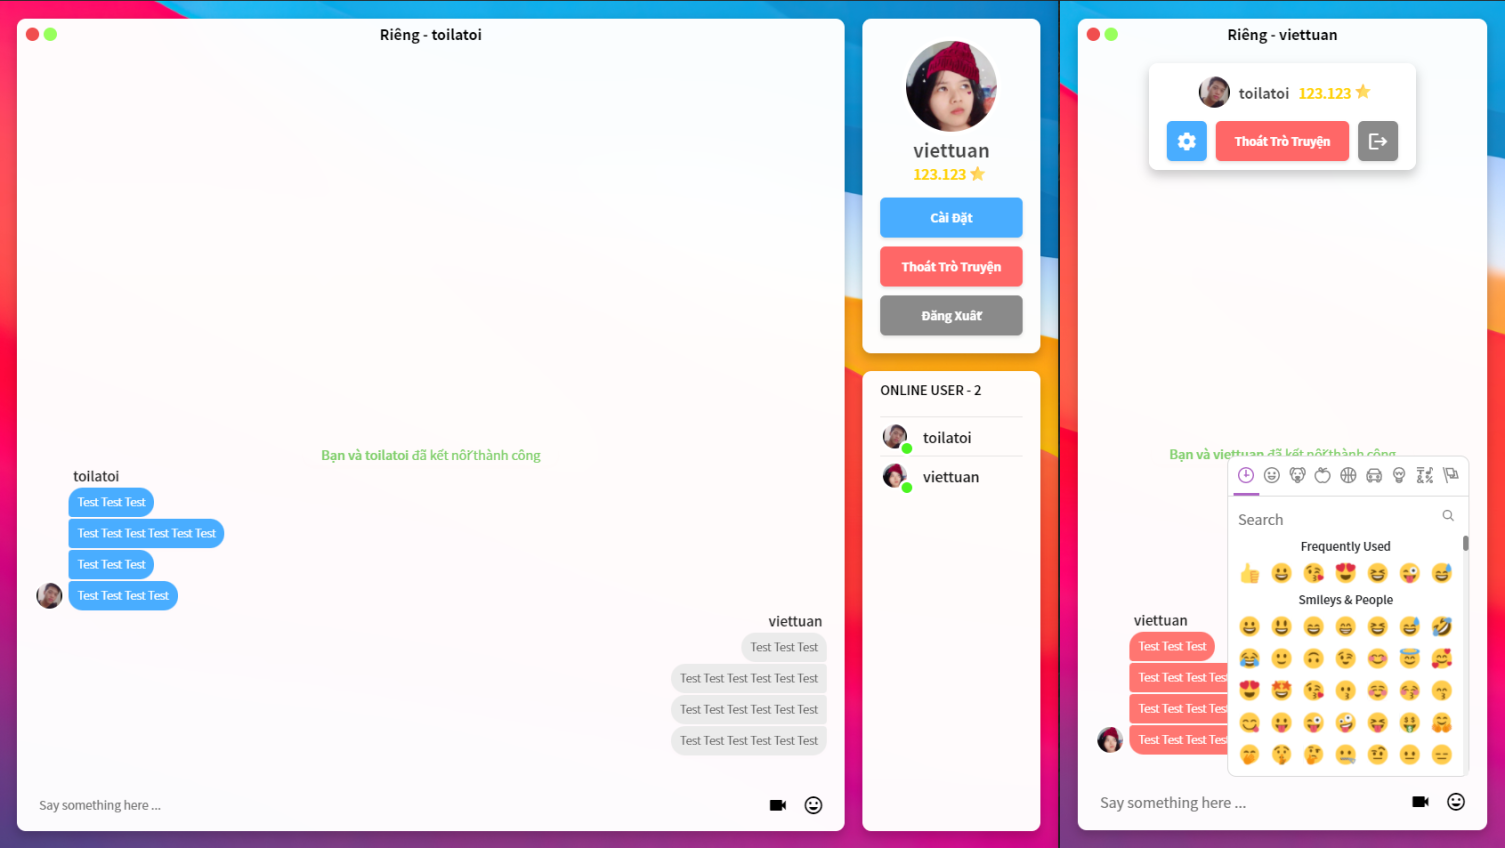 Riêng - toilatoi
Bạn và toilatoi đã kết nối thành công
toilatoi
Test Test Test
Test Test Test Test Test Test
Test Test Test
Test Test Test Test
viettuan
Test Test Test
Test Test Test Test Test Test
Test Test Test Test Test Test
Test Test Test Test Test Test
Say something here ...
viettuan
123.123
Cài Đặt
Thoát Trò Truyện
Đăng Xuất
ONLINE USER - 2
toilatoi
viettuan
Riêng - viettuan
toilatoi 123.123
Thoát Trò Truyện
Bạn và viettuan đã kết nối thành công
Search
Frequently Used
Smileys & People
viettuan
Test Test Test
Test Test Test Tes
Test Test Test Tes
Test Test Test Tes
Say something here ...